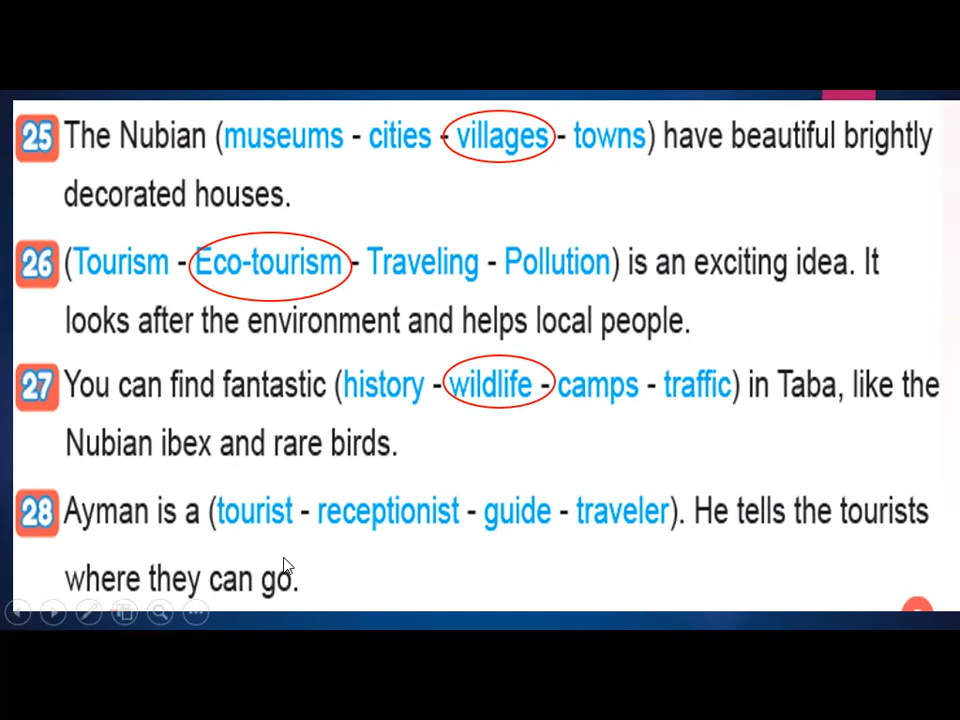 25 The Nubian (museums - cities - villages - towns) have beautiful brightly
decorated houses.
26 (Tourism - Eco-tourism - Traveling - Pollution) is an exciting idea. It
looks after the environment and helps local people.
27 You can find fantastic (history - wildlife - camps - traffic) in Taba, like the
Nubian ibex and rare birds.
28 Ayman is a (tourist - receptionist - guide - traveler). He tells the tourists
where they can go.